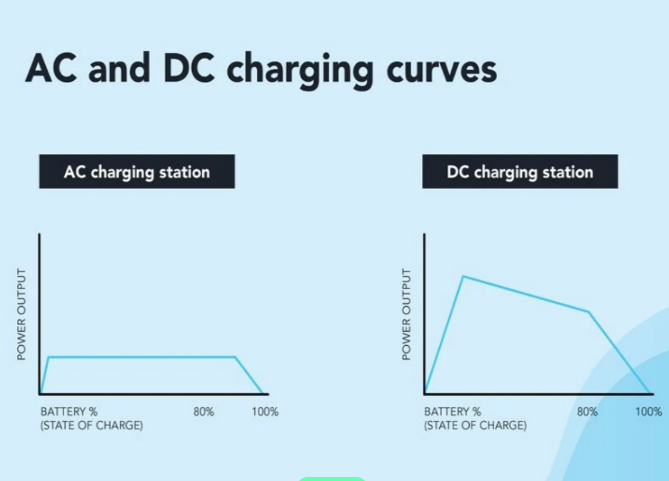 AC and DC charging curves
AC charging station
DC charging station
POWER OUTPUT
BATTERY %
(STATE OF CHARGE)
80%
100%
POWER OUTPUT
BATTERY %
(STATE OF CHARGE)
80%
100%